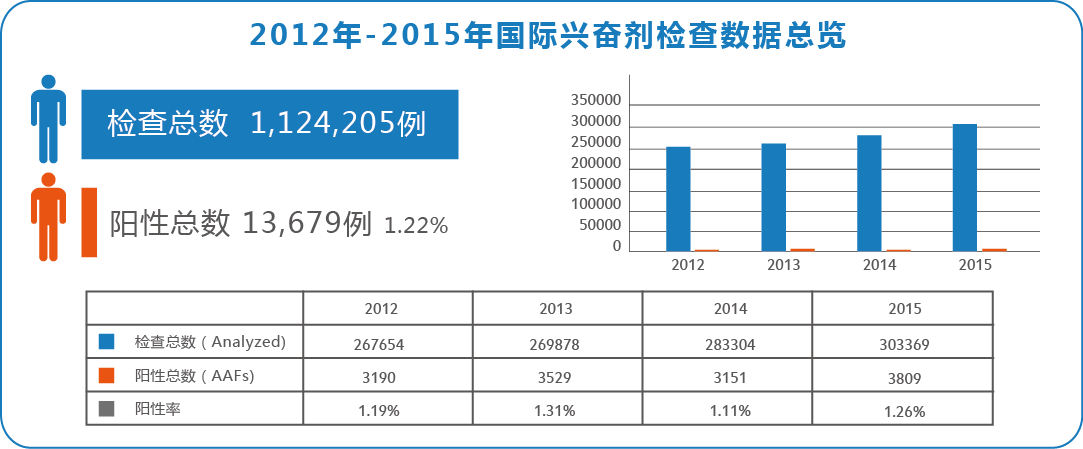 2012年-2015年国际兴奋剂检查数据总览
检查总数 1,124,205例
阳性总数 13,679例 1.22%
350000
300000
250000
200000
150000
100000
50000
0
2012 2013 2014 2015
2012 2013 2014 2015
检查总数（Analyzed) 267654 269878 283304 303369
阳性总数（AAFs) 3190 3529 3151 3809
阳性率 1.19% 1.31% 1.11% 1.26%